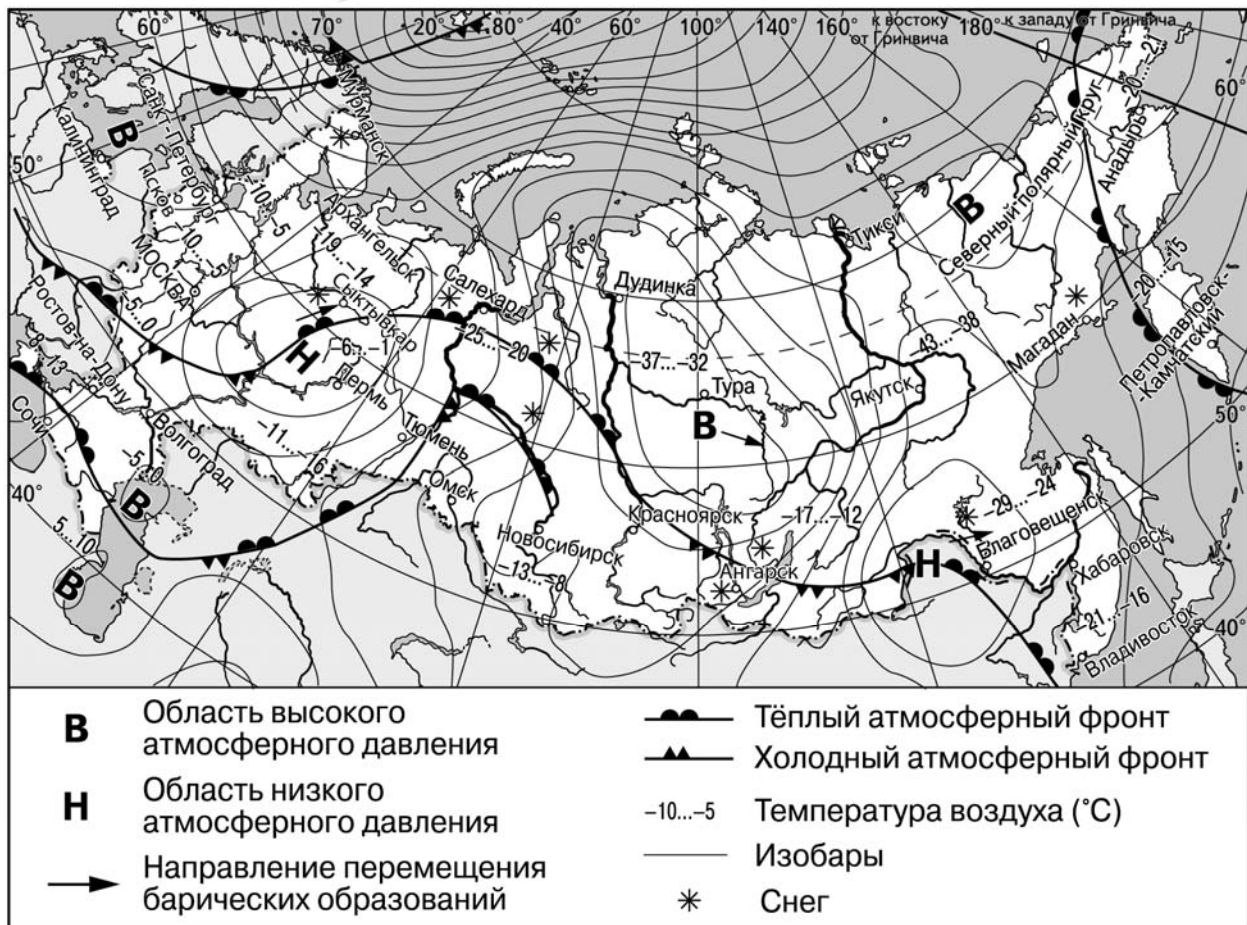 60°
70°
20°
40°
60°
80°
100°
120°
140°
160°
к востоку
от Гринвича
180°
к западу от Гринвича
60°
50°
40°
50°
40°
Мурманск
Санкт-Петербург
Калининград
Псков
МОСКВА
Архангельск
Сыктывкар
Салехард
Дудинка
Тикси
Северный полярный круг
Анадырь
Ростов-на-Дону
Сочи
Волгоград
Пермь
Тюмень
Омск
Новосибирск
Красноярск
Ангарск
Тура
Якутск
Магадан
Петропавловск-
-Камчатский
Благовещенск
Хабаровск
Владивосток
В
В
В
В
В
Н
Н
-10...-5
-10...-5
-5...0
-19...-14
-6...-1
-25...-20
-37...-32
-43...-38
-20...-15
-11...-6
-5...0
5...10
-13...-8
-17...-12
-29...-24
-21...-16
В
Область высокого
атмосферного давления
Н
Область низкого
атмосферного давления
Направление перемещения
барических образований
Тёплый атмосферный фронт
Холодный атмосферный фронт
-10...-5
Температура воздуха (°C)
Изобары
Снег